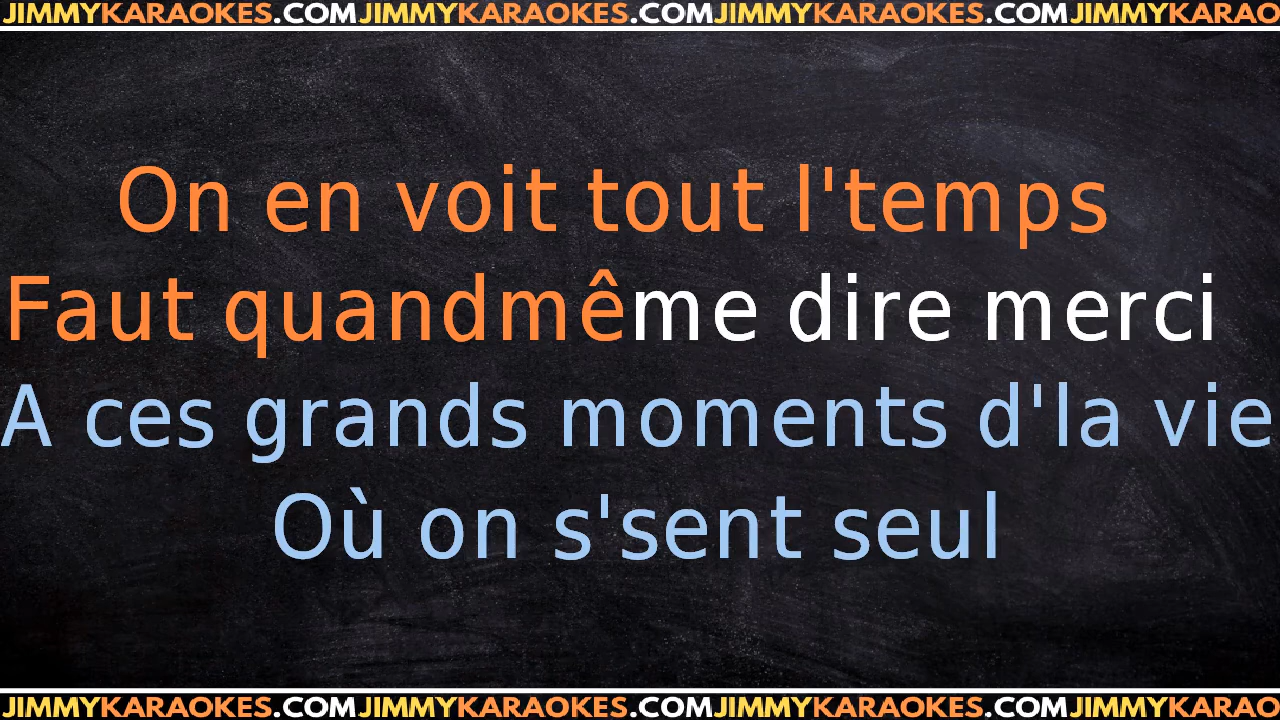 JIMMYKARAOKES.COMJIMMYKARAOKES.COMJIMMYKARAOKES.COMJIMMYKARAO
On en voit tout l'temps
Faut quandmême dire merci
A ces grands moments d'la vie
Où on s'sent seul
JIMMYKARAOKES.COMJIMMYKARAOKES.COMJIMMYKARAOKES.COMJIMMYKARAO